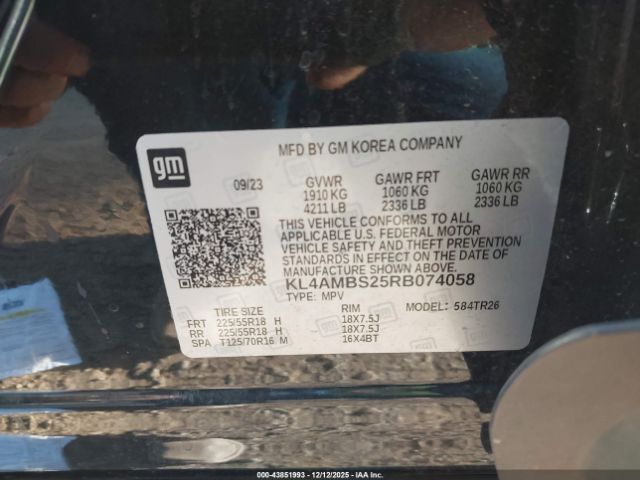 gm
MFD BY GM KOREA COMPANY
09/23 GVWR GAWR FRT GAWR RR
1910 KG 1060 KG 1060 KG
4211 LB 2336 LB 2336 LB
THIS VEHICLE CONFORMS TO ALL
APPLICABLE U.S. FEDERAL MOTOR
VEHICLE SAFETY AND THEFT PREVENTION
STANDARDS IN EFFECT ON THE DATE OF
MANUFACTURE SHOWN ABOVE.
KL4AMBS25RB074058
TYPE: MPV MODEL: 584TR26
TIRE SIZE RIM
FRT 225/55R18 H 18X7.5J
RR 225/55R18 H 18X7.5J
SPA T125/70R16 M 16X4BT
000-43851993 - 12/12/2025 - IAA Inc.